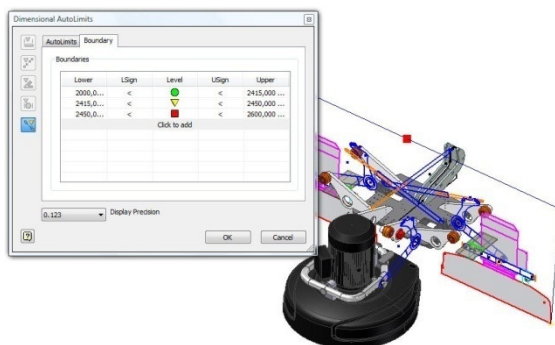 Dimensional AutoLimits
AutoLimits Boundary
Boundaries
Lower LSign Level USign Upper
2000,0... < < 2415,000 ...
2415,0... < < 2450,000 ...
2450,0... < < 2600,000 ...
Click to add
0.123 Display Precision
OK Cancel